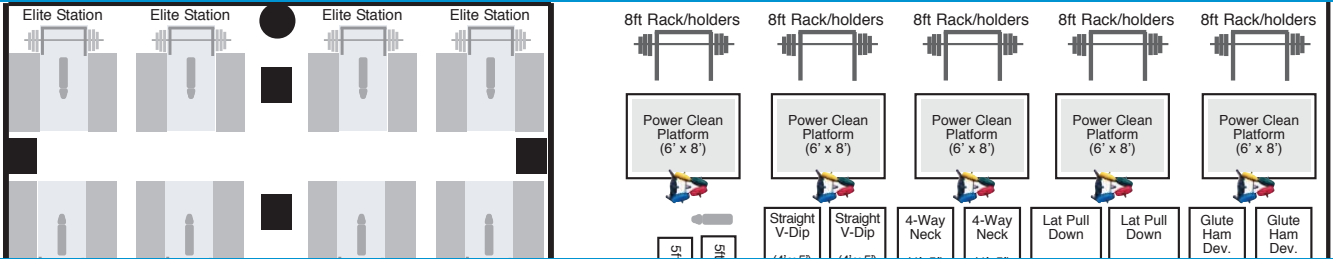 Elite Station Elite Station Elite Station Elite Station
8ft Rack/holders 8ft Rack/holders 8ft Rack/holders 8ft Rack/holders 8ft Rack/holders
Power Clean
Platform
(6' x 8')
Power Clean
Platform
(6' x 8')
Power Clean
Platform
(6' x 8')
Power Clean
Platform
(6' x 8')
Power Clean
Platform
(6' x 8')
5ft
5ft
Straight
V-Dip
Straight
V-Dip
4-Way
Neck
4-Way
Neck
Lat Pull
Down
Lat Pull
Down
Glute
Ham
Dev.
Glute
Ham
Dev.